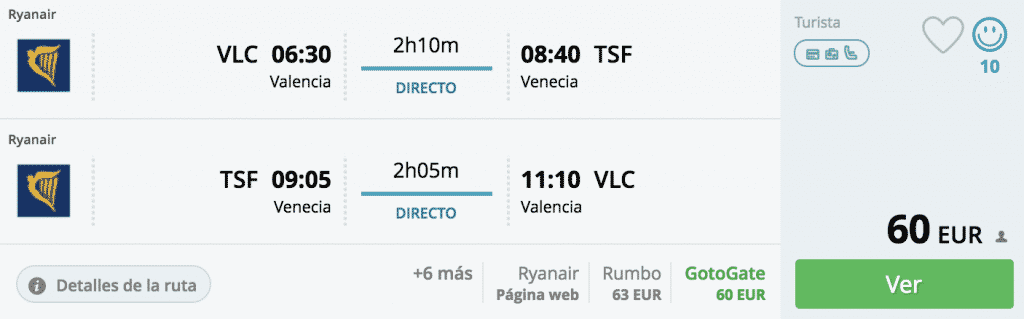 Ryanair
VLC 06:30
Valencia
2h10m
DIRECTO
08:40 TSF
Venecia
Ryanair
TSF 09:05
Venecia
2h05m
DIRECTO
11:10 VLC
Valencia
Detalles de la ruta
+6 más
Ryanair
Página web
Rumbo
63 EUR
GotoGate
60 EUR
Turista
10
60 EUR
Ver